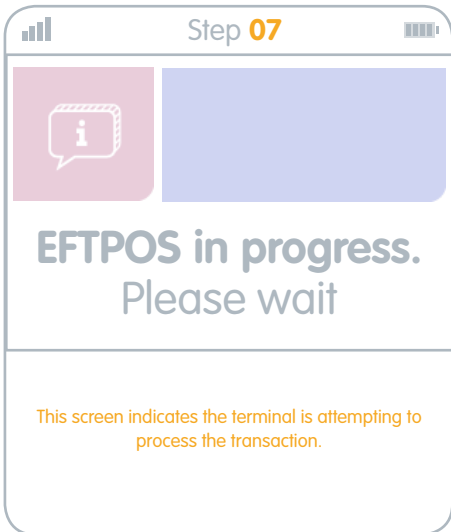 Step 07
i
EFTPOS in progress.
Please wait
This screen indicates the terminal is attempting to
process the transaction.